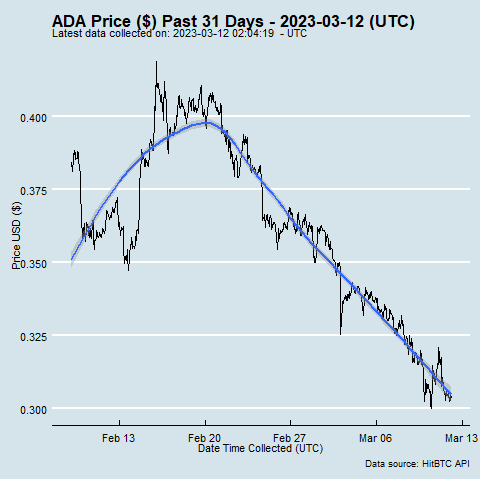 ADA Price ($) Past 31 Days - 2023-03-12 (UTC)
Latest data collected on: 2023-03-12 02:04:19 - UTC
0.400
0.375
0.350
0.325
0.300
Price USD ($)
Feb 13 Feb 20 Feb 27 Mar 06 Mar 13
Date Time Collected (UTC)
Data source: HitBTC API